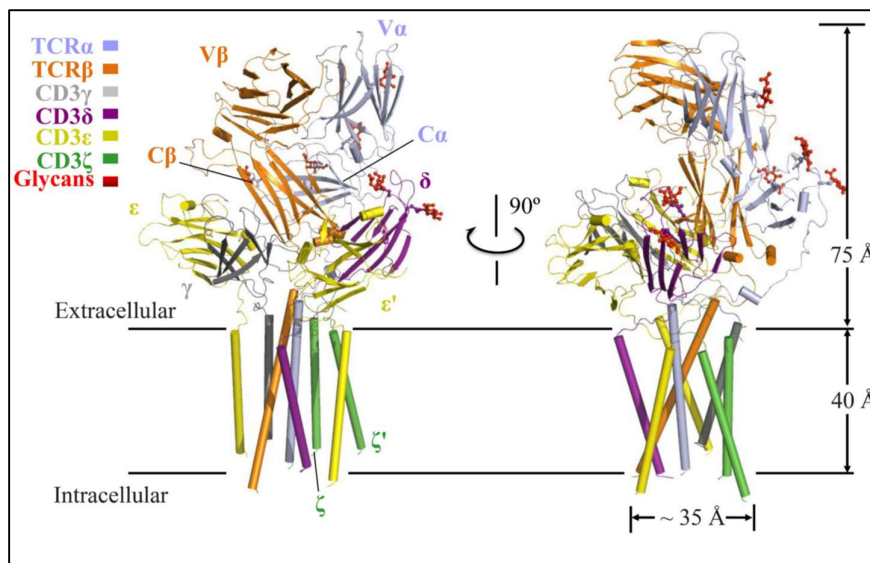 TCRα
TCRβ
CD3γ
CD3δ
CD3ε
CD3ζ
Glycans
Vβ
Vα
Cβ
Cα
δ
ε
γ
ε'
90º
75 Å
Extracellular
40 Å
ζ'
Intracellular
ζ
~ 35 Å